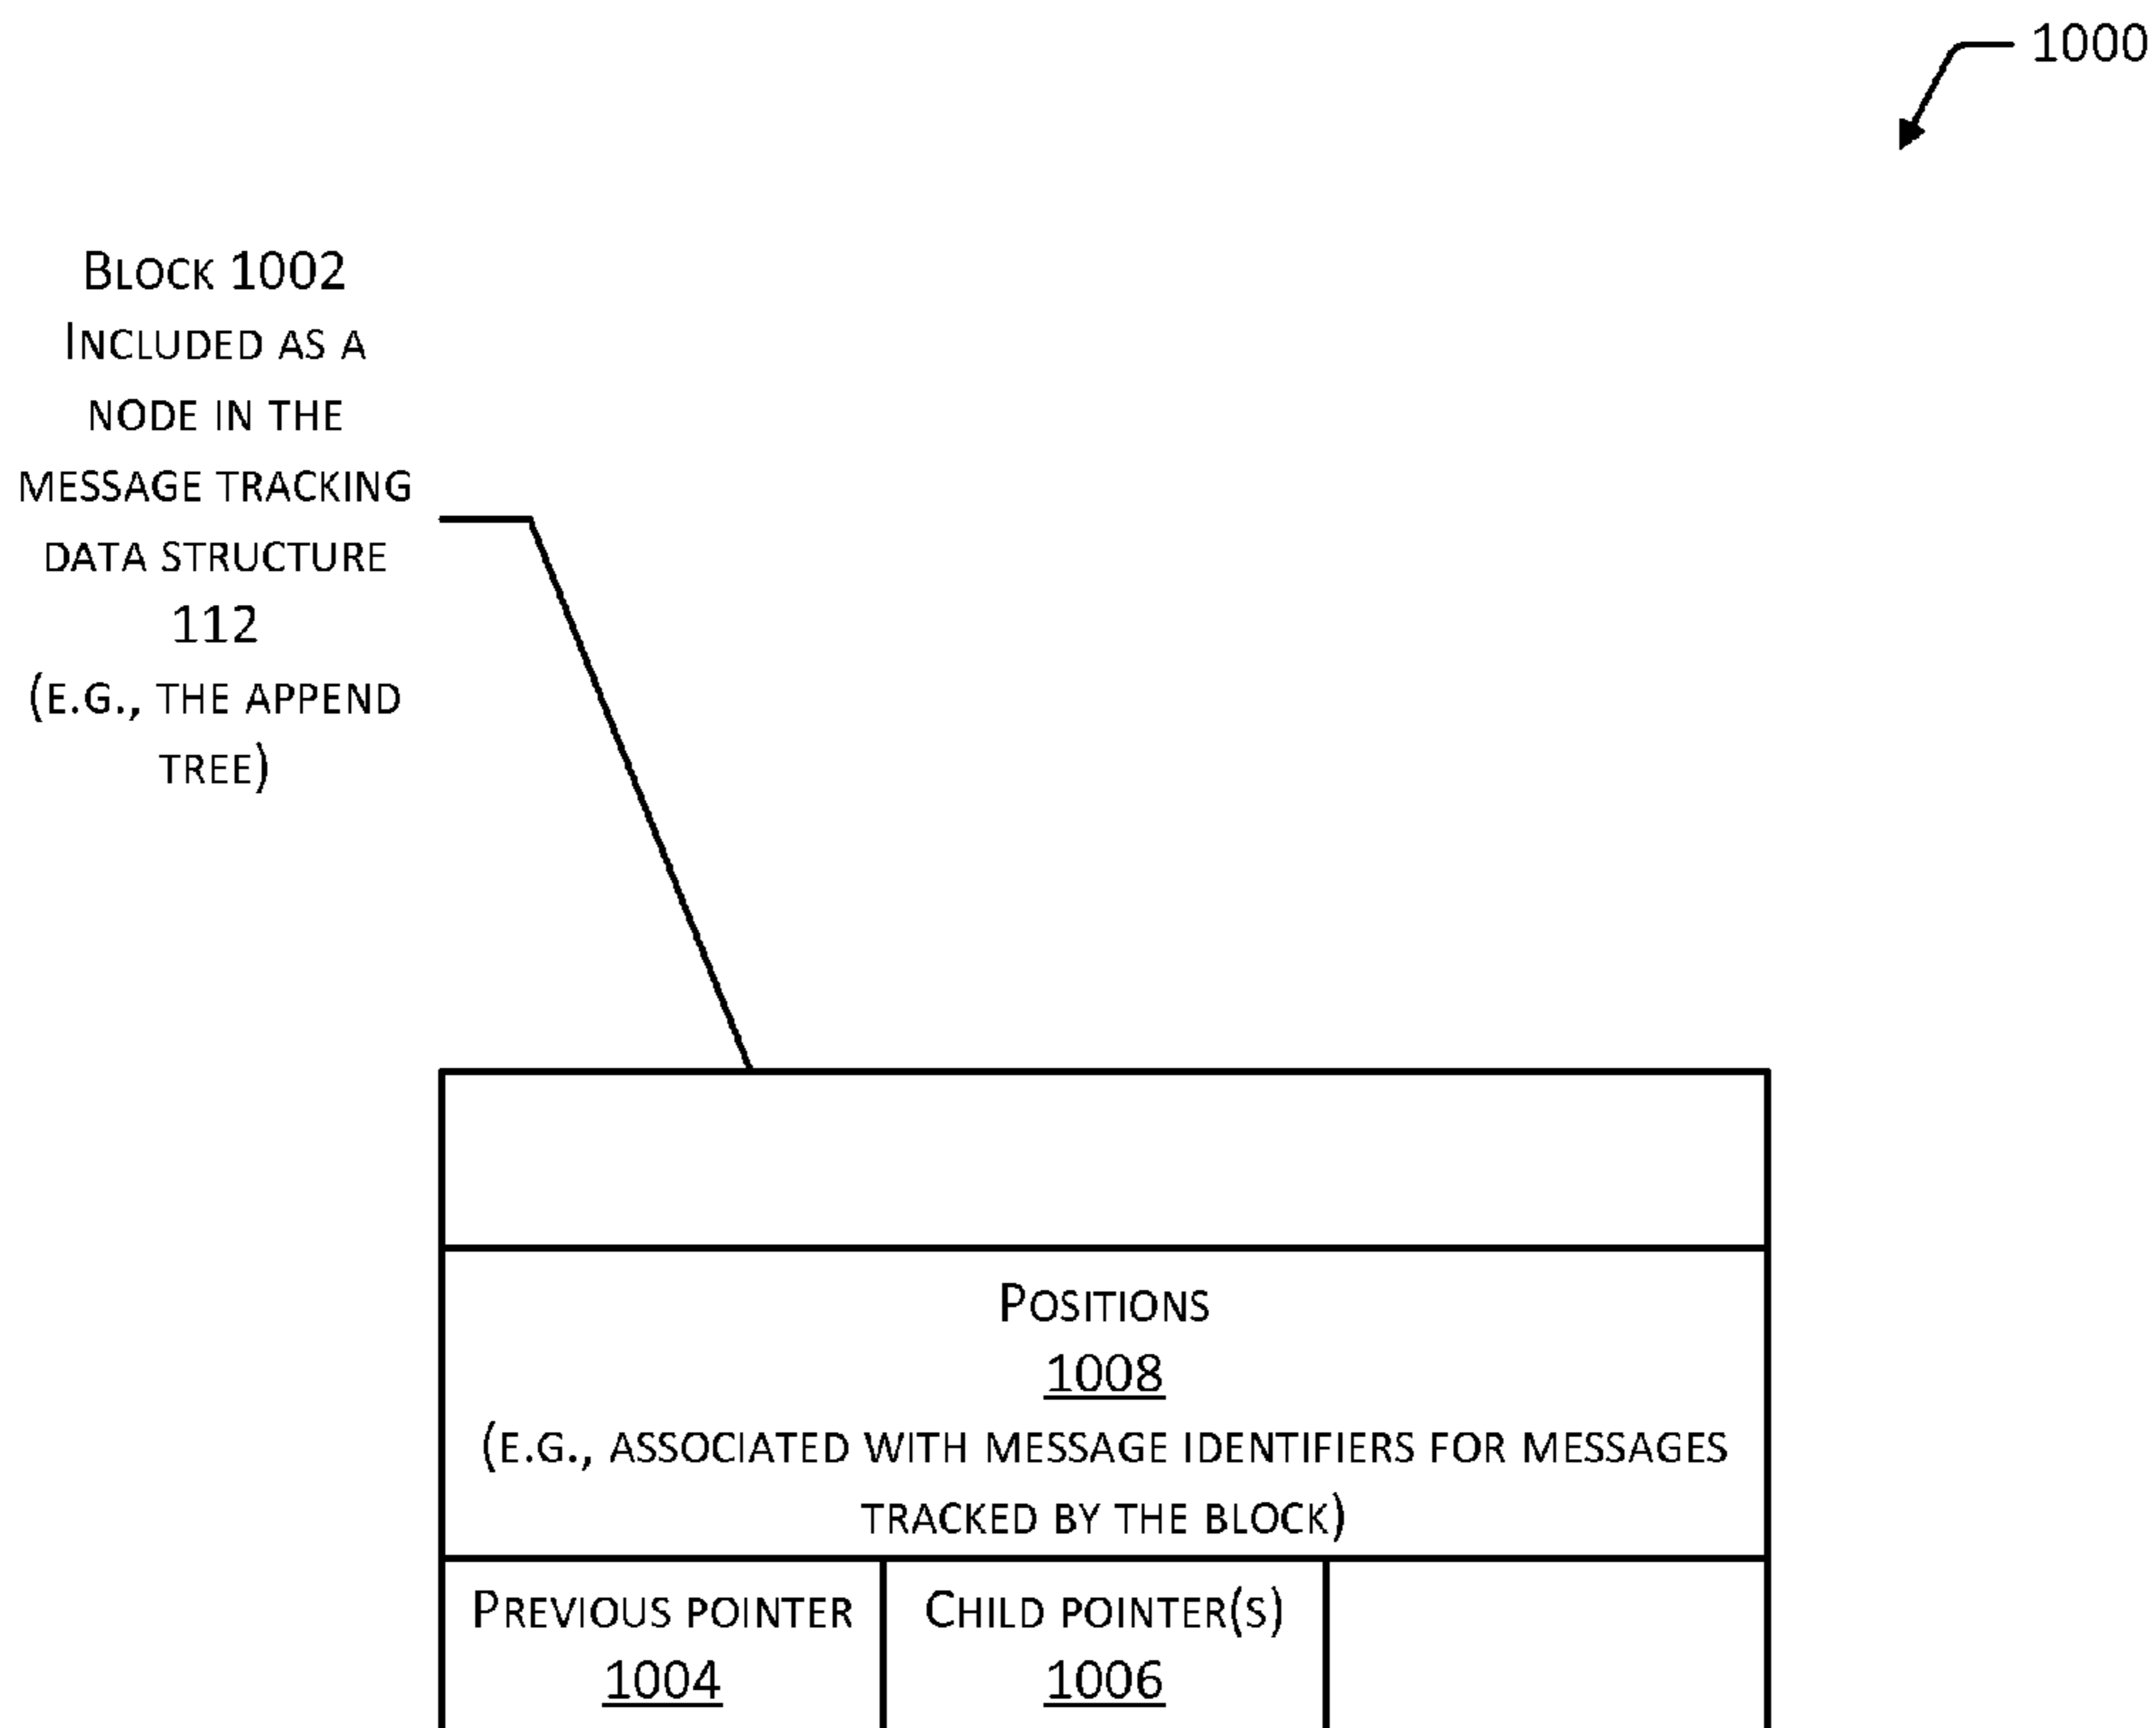 1000
Block 1002
Included as a
node in the
message tracking
data structure
112
(e.g., the append
tree)
Positions
1008
(e.g., associated with message identifiers for messages
tracked by the block)
Previous pointer
1004
Child pointer(s)
1006